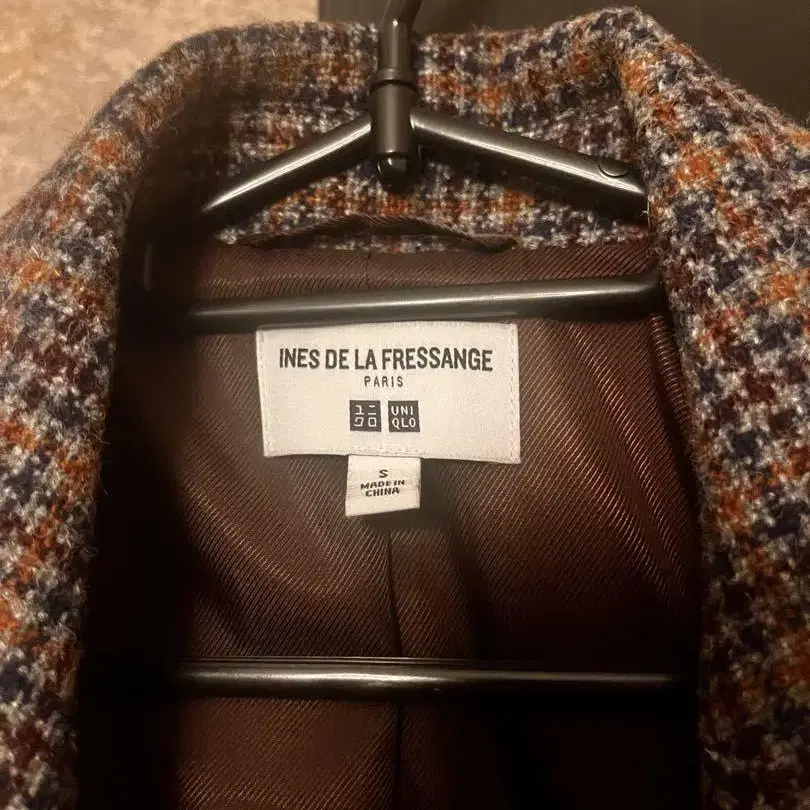 INES DE LA FRESSANGE
PARIS
ユニ UNI
クロ QLO
S
MADE IN
CHINA